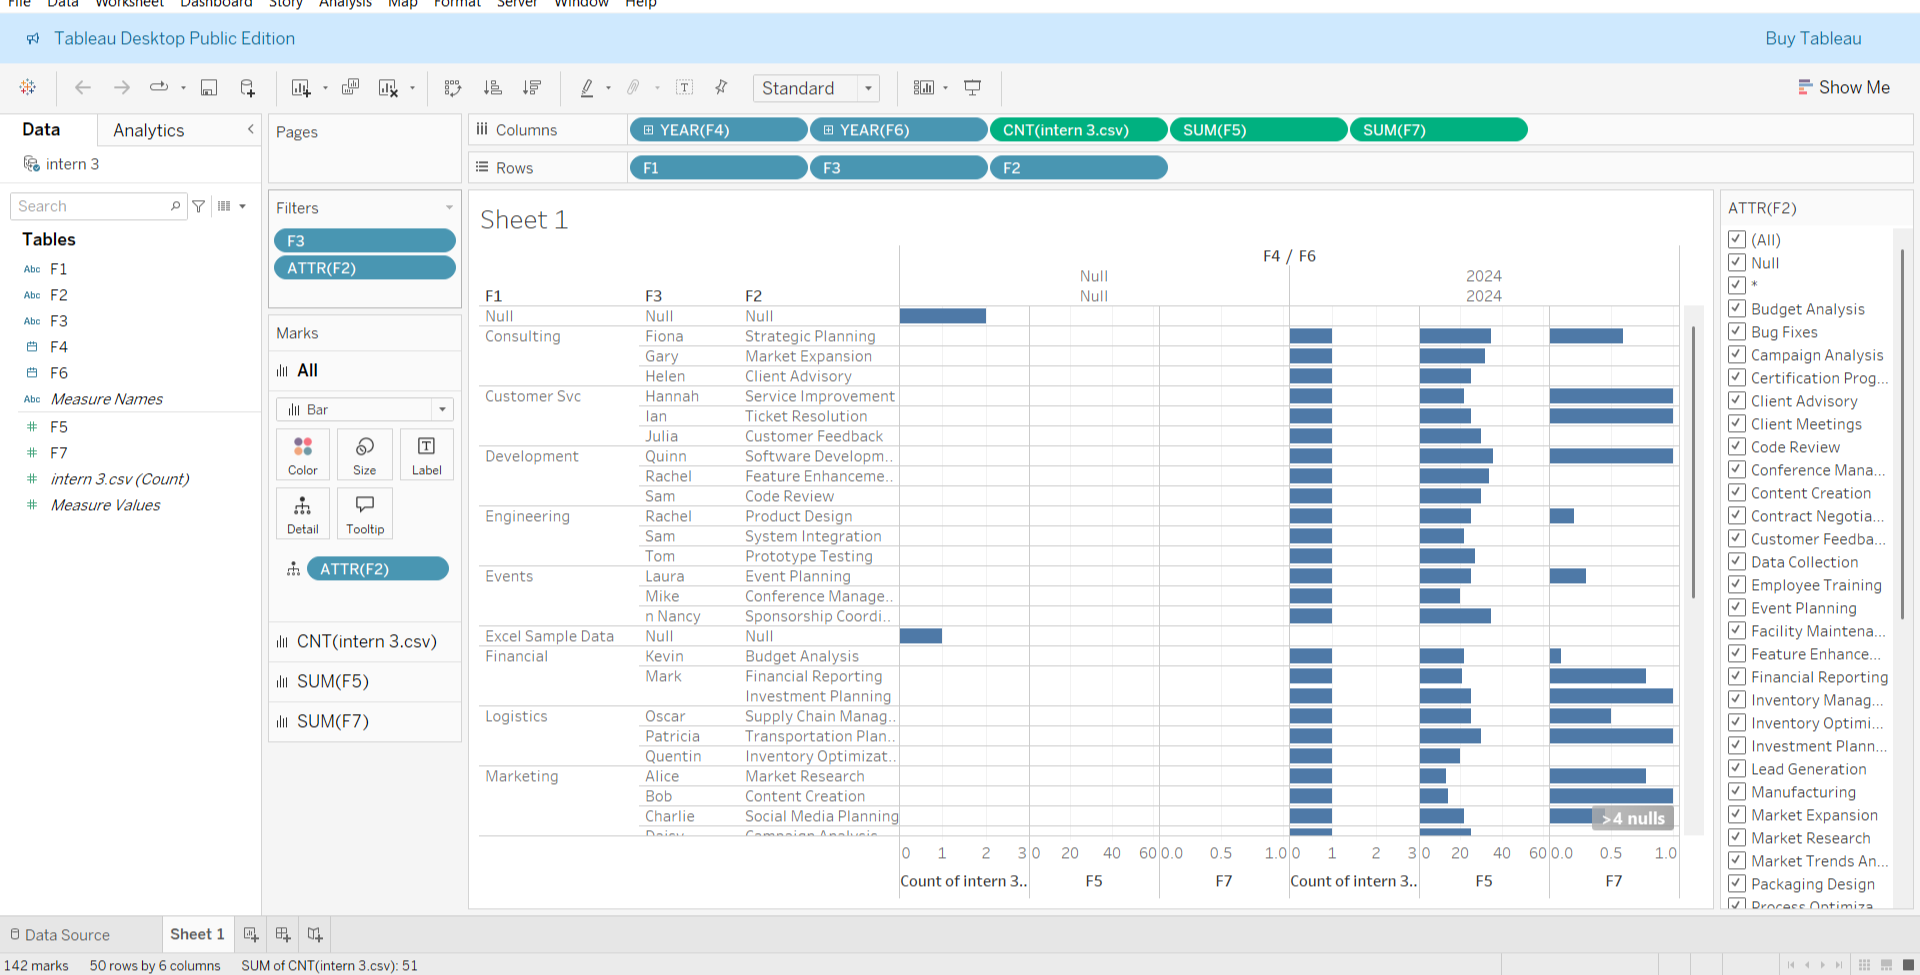 File Data Worksheet Dashboard Story Analysis Map Format Server Window Help
Tableau Desktop Public Edition
Buy Tableau
Standard
Show Me
Data
Analytics
intern 3
Search
Tables
Abc F1
Abc F2
Abc F3
F4
F6
Abc Measure Names
# F5
# F7
# intern 3.csv (Count)
# Measure Values
Pages
Filters
F3
ATTR(F2)
Marks
All
Bar
Color
Size
Label
Detail
Tooltip
ATTR(F2)
CNT(intern 3.csv)
SUM(F5)
SUM(F7)
Columns
YEAR(F4)
YEAR(F6)
CNT(intern 3.csv)
SUM(F5)
SUM(F7)
Rows
F1
F3
F2
Sheet 1
F4 / F6
Null 2024
F1 F3 F2 Null 2024
Null Null Null
Consulting Fiona Strategic Planning
Gary Market Expansion
Helen Client Advisory
Customer Svc Hannah Service Improvement
Ian Ticket Resolution
Julia Customer Feedback
Development Quinn Software Developm..
Rachel Feature Enhanceme..
Sam Code Review
Engineering Rachel Product Design
Sam System Integration
Tom Prototype Testing
Events Laura Event Planning
Mike Conference Manage..
n Nancy Sponsorship Coordi..
Excel Sample Data Null Null
Financial Kevin Budget Analysis
Mark Financial Reporting
Investment Planning
Logistics Oscar Supply Chain Manag..
Patricia Transportation Plan..
Quentin Inventory Optimizat..
Marketing Alice Market Research
Bob Content Creation
Charlie Social Media Planning
Daisy Campaign Analysis
>4 nulls
0 1 2 3 0 20 40 60 0.0 0.5 1.0 0 1 2 3 0 20 40 60 0.0 0.5 1.0
Count of intern 3.. F5 F7 Count of intern 3.. F5 F7
ATTR(F2)
(All)
Null
*
Budget Analysis
Bug Fixes
Campaign Analysis
Certification Prog...
Client Advisory
Client Meetings
Code Review
Conference Mana...
Content Creation
Contract Negotia...
Customer Feedba...
Data Collection
Employee Training
Event Planning
Facility Maintena...
Feature Enhance...
Financial Reporting
Inventory Manag...
Inventory Optimi...
Investment Plann...
Lead Generation
Manufacturing
Market Expansion
Market Research
Market Trends An...
Packaging Design
Process Optimiza
Data Source
Sheet 1
142 marks 50 rows by 6 columns SUM of CNT(intern 3.csv): 51